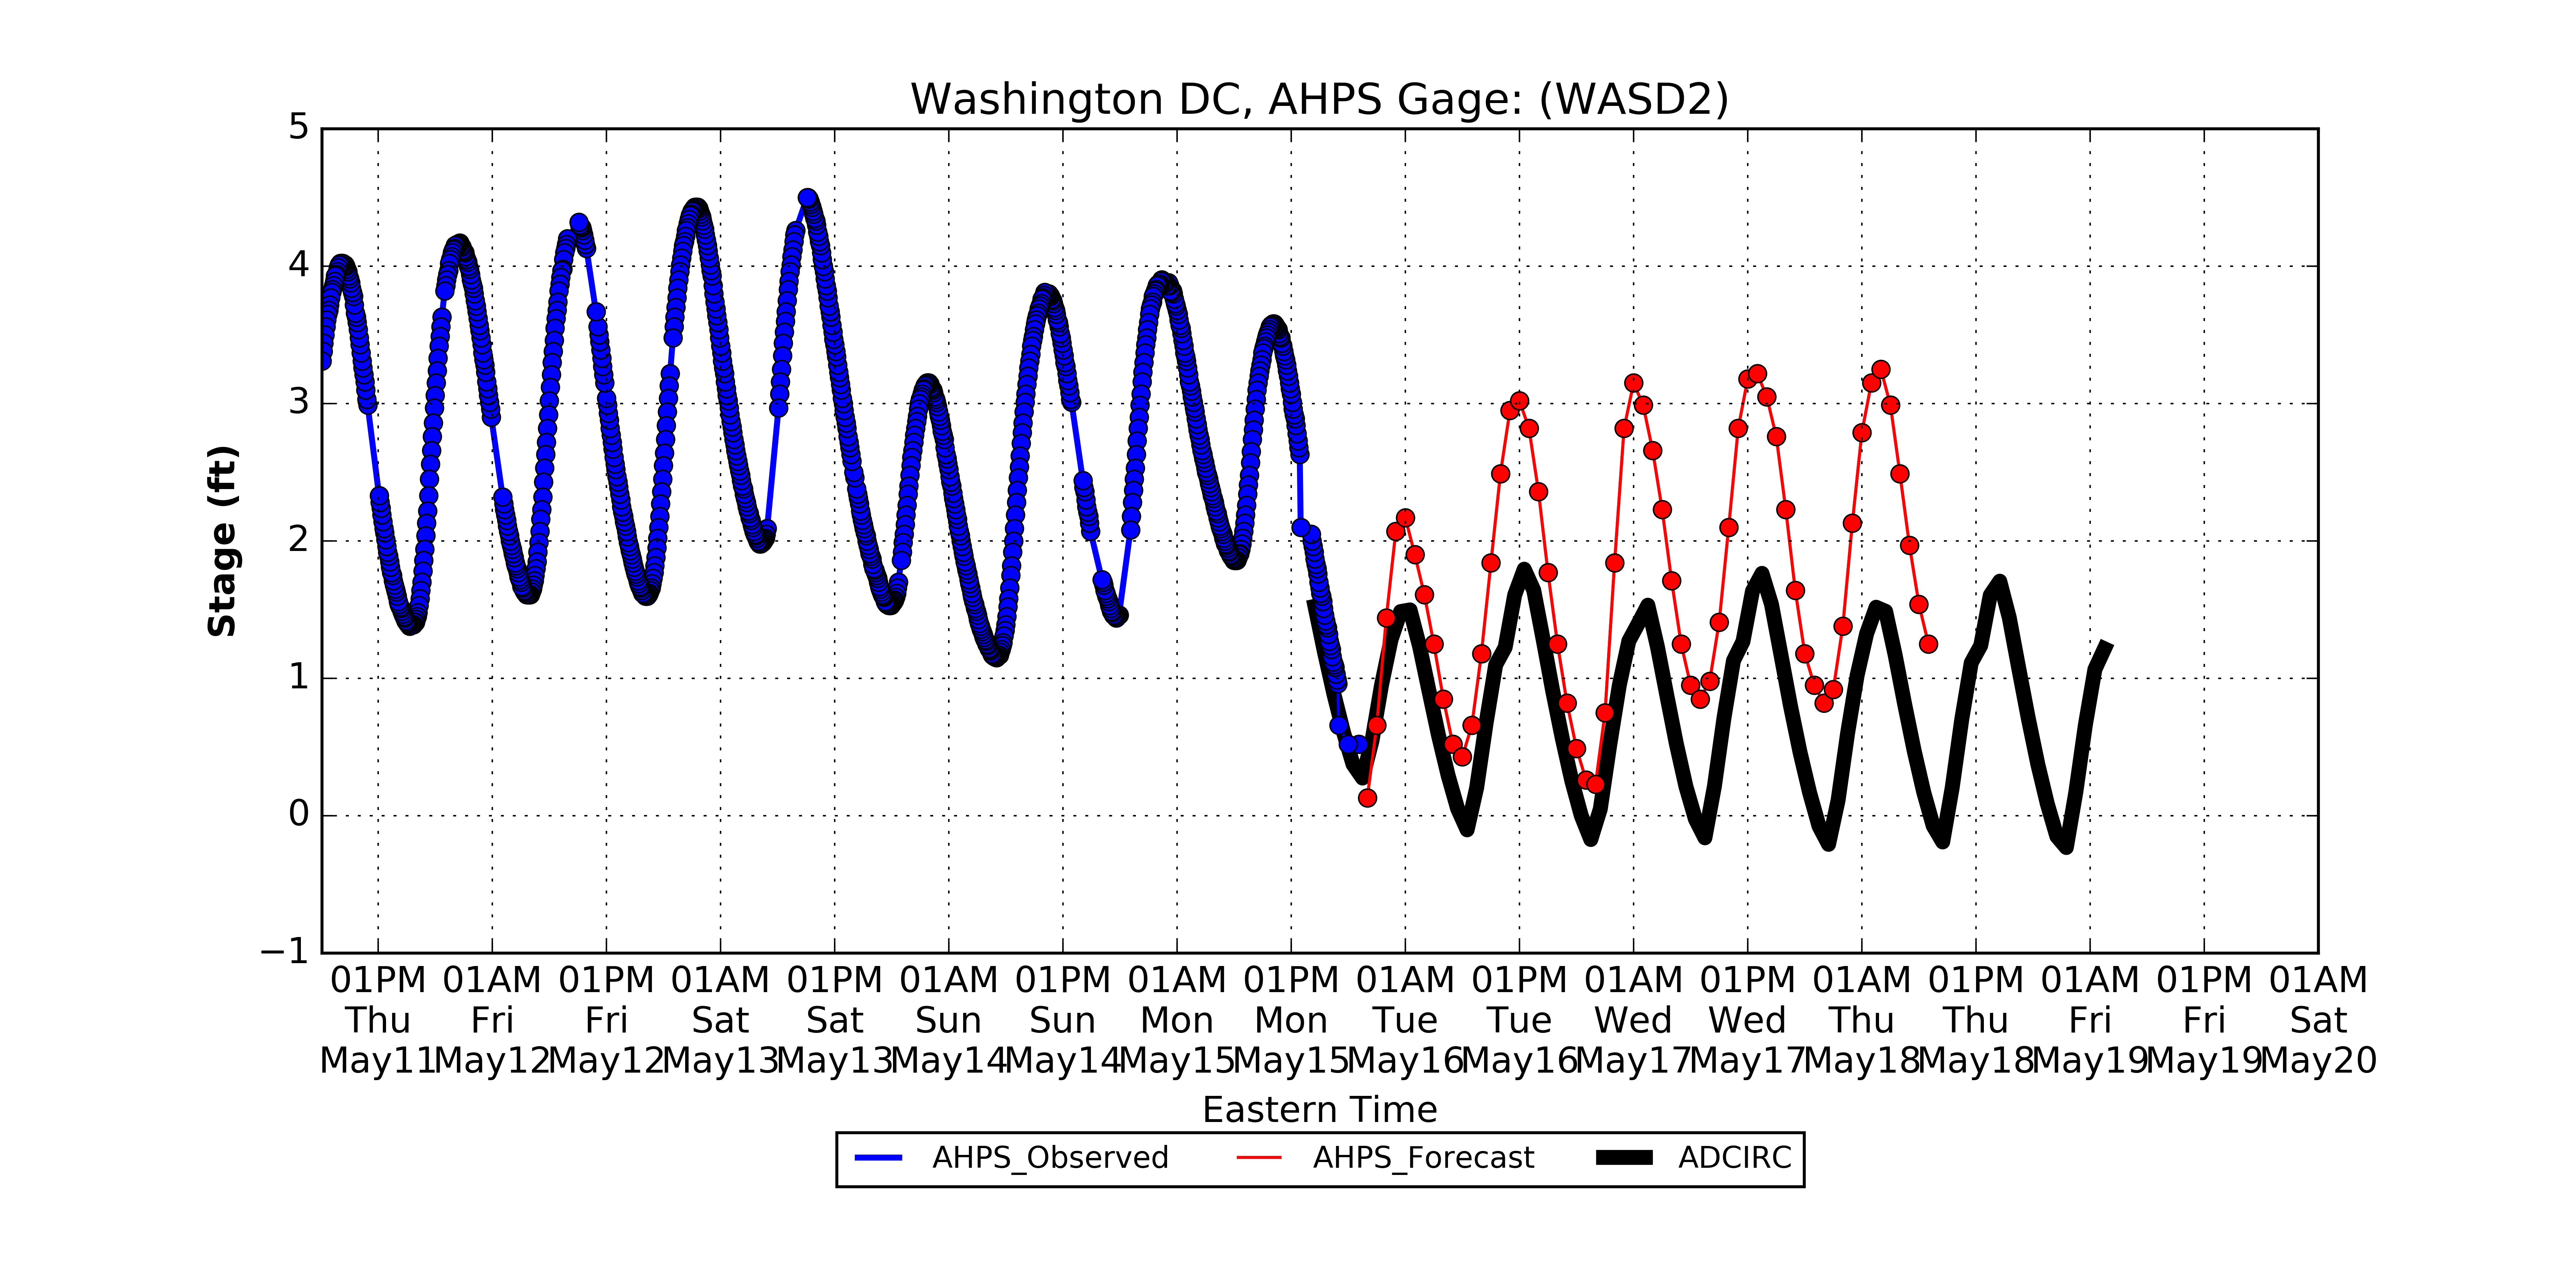 Washington DC, AHPS Gage: (WASD2)
5
4
3
2
1
0
−1
Stage (ft)
01PM 01AM 01PM 01AM 01PM 01AM 01PM 01AM 01PM 01AM 01PM 01AM 01PM 01AM 01PM 01AM 01PM 01AM
Thu Fri Fri Sat Sat Sun Sun Mon Mon Tue Tue Wed Wed Thu Thu Fri Fri Sat
May11 May12 May12 May13 May13 May14 May14 May15 May15 May16 May16 May17 May17 May18 May18 May19 May19 May20
Eastern Time
AHPS_Observed AHPS_Forecast ADCIRC